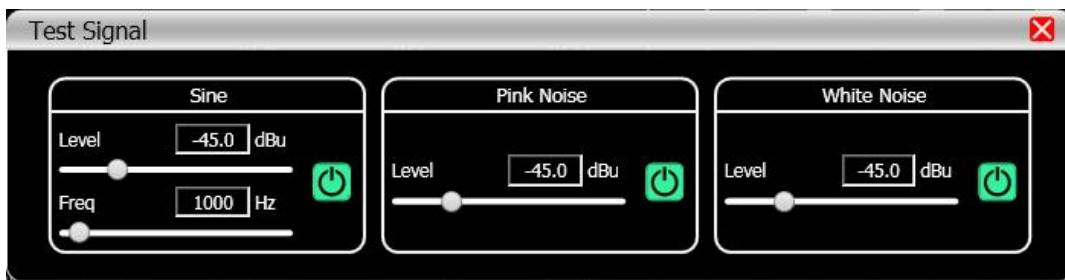 Test Signal
Sine
Level -45.0 dBu
Freq 1000 Hz
Pink Noise
Level -45.0 dBu
White Noise
Level -45.0 dBu